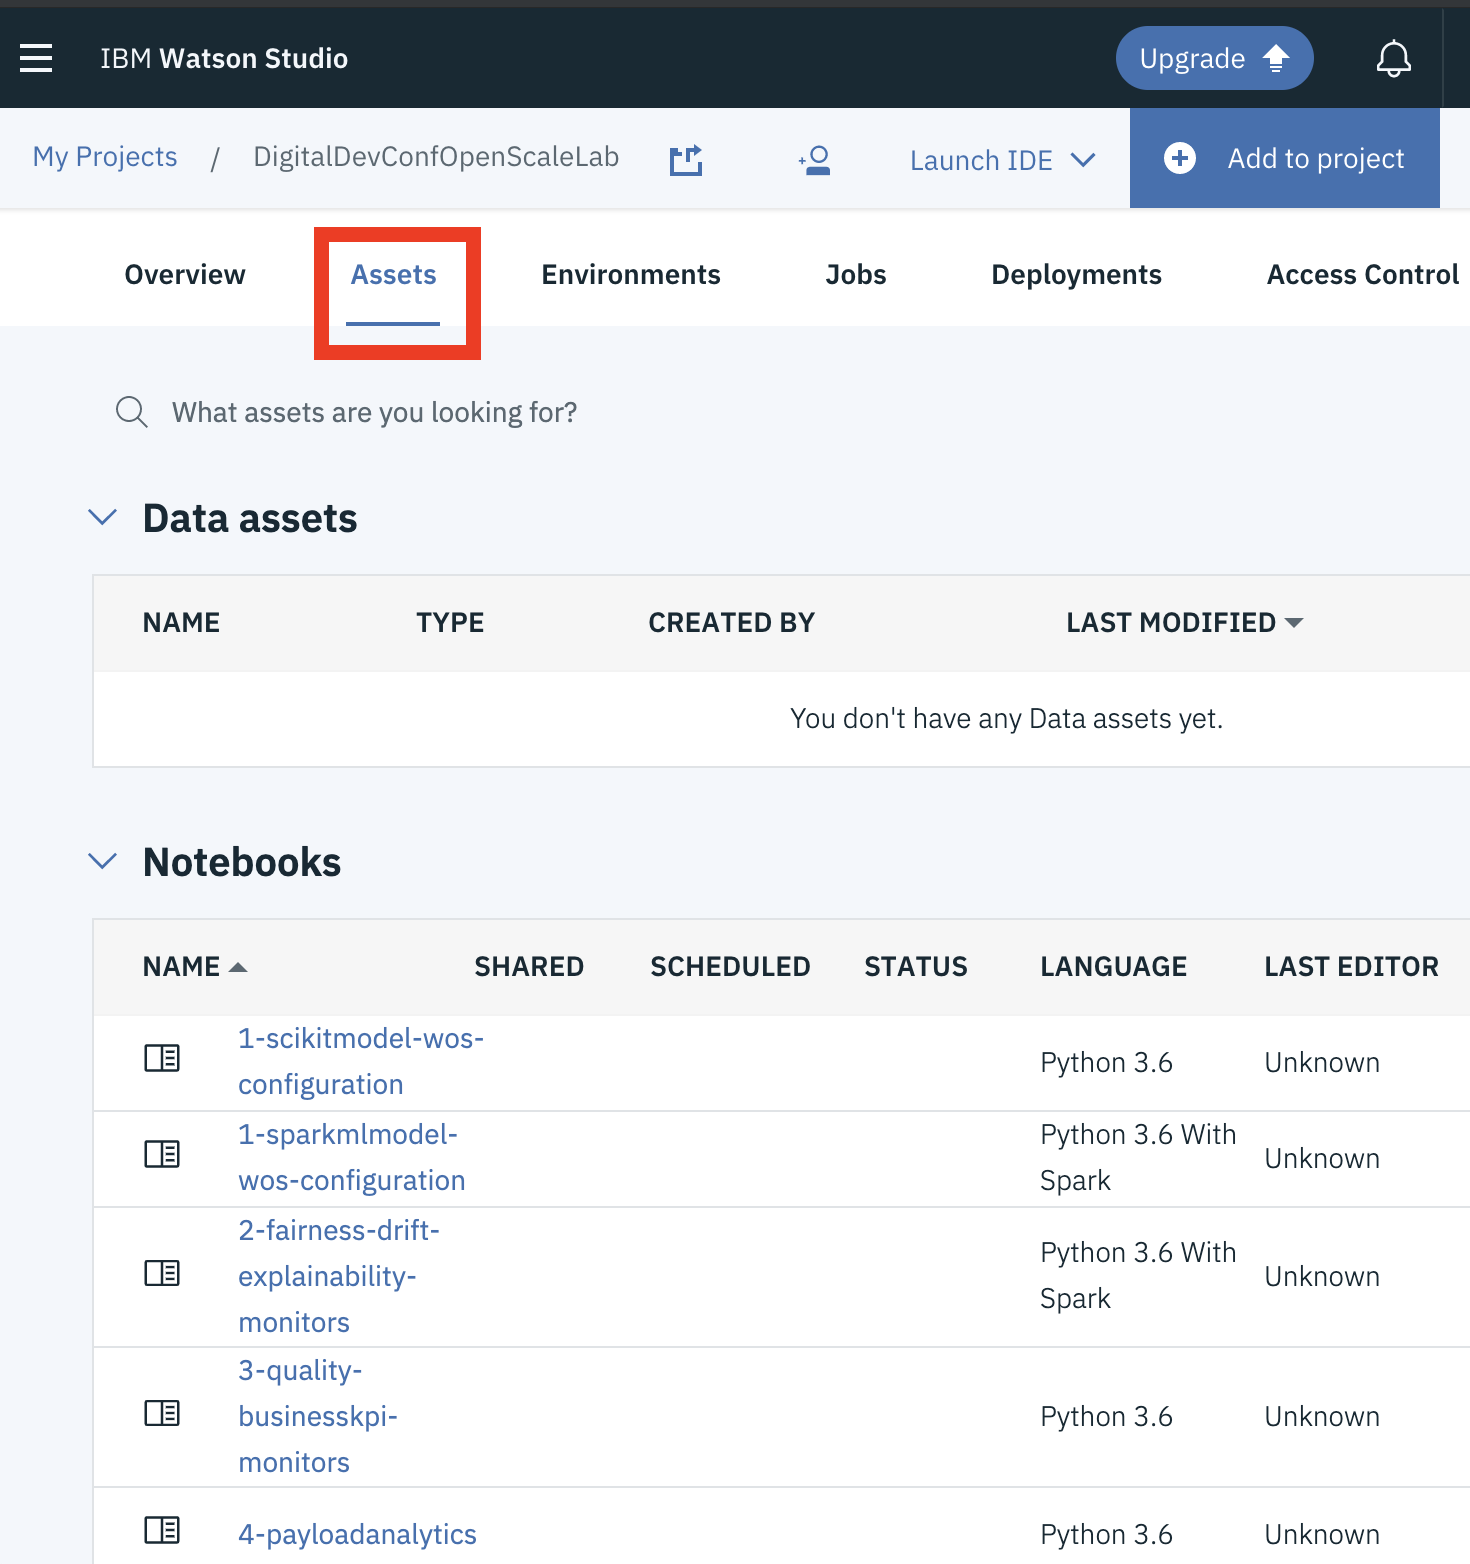 IBM Watson Studio
Upgrade
My Projects / DigitalDevConfOpenScaleLab
Launch IDE
Add to project
Overview
Assets
Environments
Jobs
Deployments
Access Control
What assets are you looking for?
Data assets
NAME TYPE CREATED BY LAST MODIFIED
You don't have any Data assets yet.
Notebooks
NAME SHARED SCHEDULED STATUS LANGUAGE LAST EDITOR
1-scikitmodel-wos-
configuration
Python 3.6
Unknown
1-sparkmlmodel-
wos-configuration
Python 3.6 With
Spark
Unknown
2-fairness-drift-
explainability-
monitors
Python 3.6 With
Spark
Unknown
3-quality-
businesskpi-
monitors
Python 3.6
Unknown
4-payloadanalytics
Python 3.6
Unknown